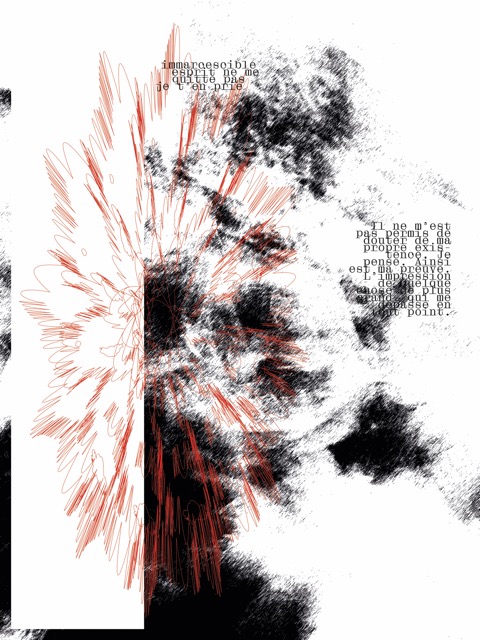 immarcescible
esprit ne me
quitte pas
je t'en prie
Il ne m'est
pas permis de
douter de ma
propre exis-
tence. Je
pense. Ainsi
est ma preuve.
L'impression
de quelque
chose de plus
grand qui me
dépasse en
tout point.